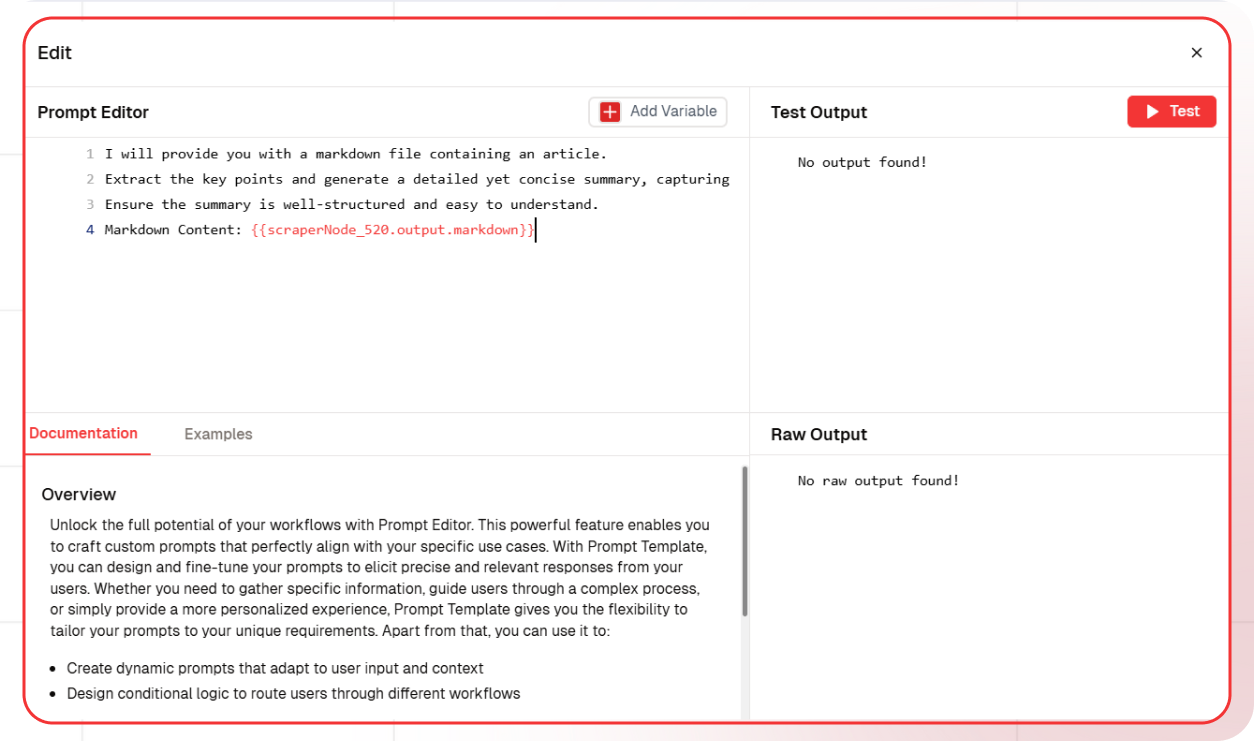 Edit
Prompt Editor
Add Variable
1 I will provide you with a markdown file containing an article.
2 Extract the key points and generate a detailed yet concise summary, capturing
3 Ensure the summary is well-structured and easy to understand.
4 Markdown Content: {{scraperNode_520.output.markdown}}
Test Output
Test
No output found!
Documentation
Examples
Overview
Unlock the full potential of your workflows with Prompt Editor. This powerful feature enables you
to craft custom prompts that perfectly align with your specific use cases. With Prompt Template,
you can design and fine-tune your prompts to elicit precise and relevant responses from your
users. Whether you need to gather specific information, guide users through a complex process,
or simply provide a more personalized experience, Prompt Template gives you the flexibility to
tailor your prompts to your unique requirements. Apart from that, you can use it to:
• Create dynamic prompts that adapt to user input and context
• Design conditional logic to route users through different workflows
Raw Output
No raw output found!